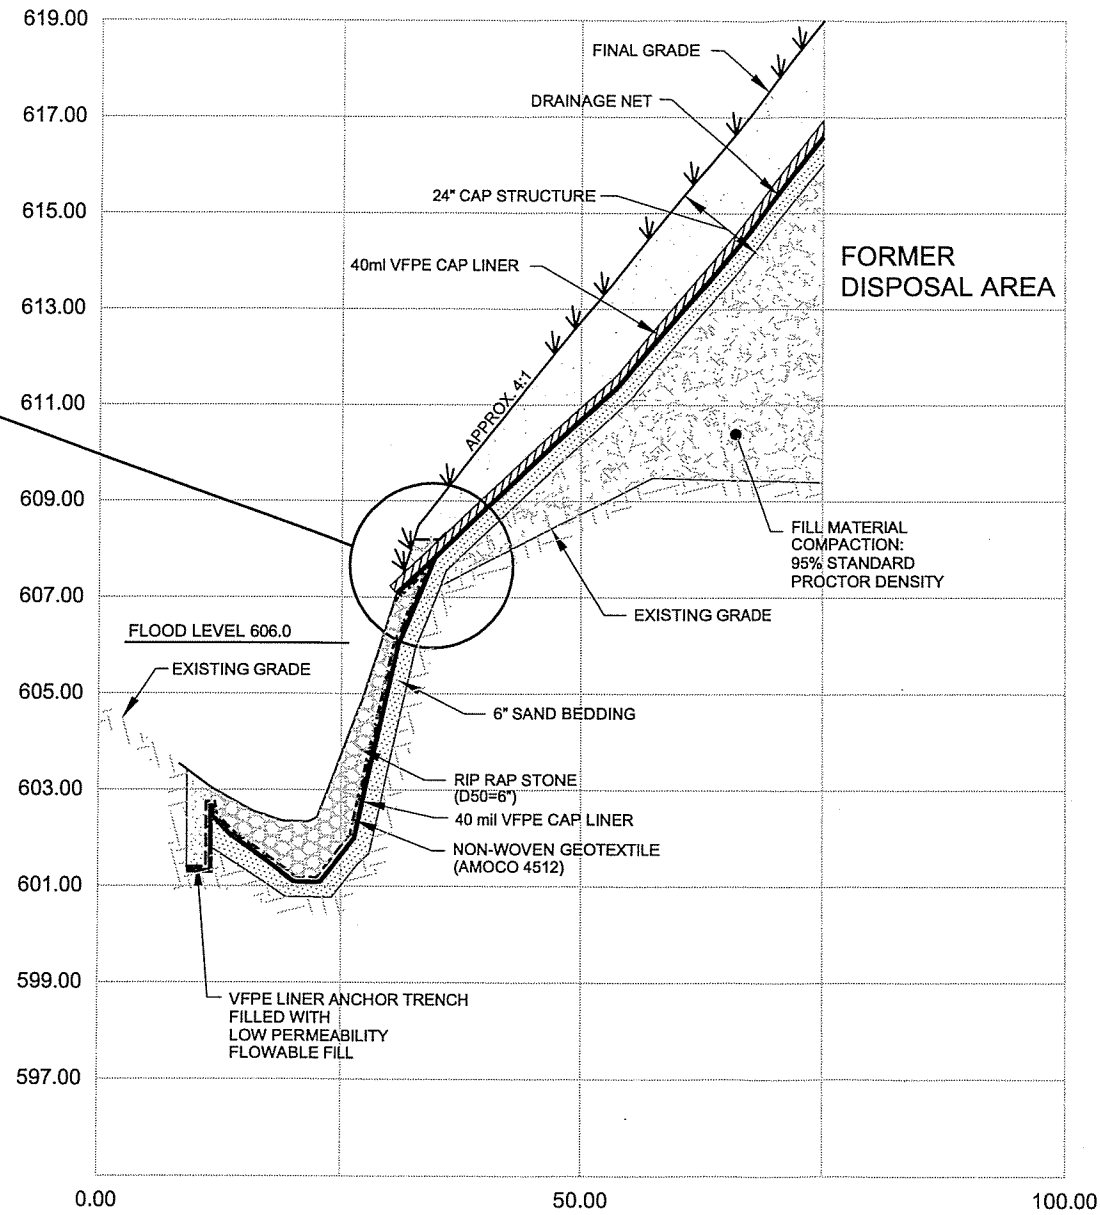 619.00
FINAL GRADE
DRAINAGE NET
617.00
24" CAP STRUCTURE
615.00
40ml VFPE CAP LINER
FORMER
DISPOSAL AREA
613.00
APPROX. 4:1
611.00
609.00
FILL MATERIAL
COMPACTION:
95% STANDARD
PROCTOR DENSITY
607.00
EXISTING GRADE
FLOOD LEVEL 606.0
EXISTING GRADE
605.00
6" SAND BEDDING
603.00
RIP RAP STONE
(D50=6")
40 mil VFPE CAP LINER
NON-WOVEN GEOTEXTILE
(AMOCO 4512)
601.00
599.00
VFPE LINER ANCHOR TRENCH
FILLED WITH
LOW PERMEABILITY
FLOWABLE FILL
597.00
0.00
50.00
100.00